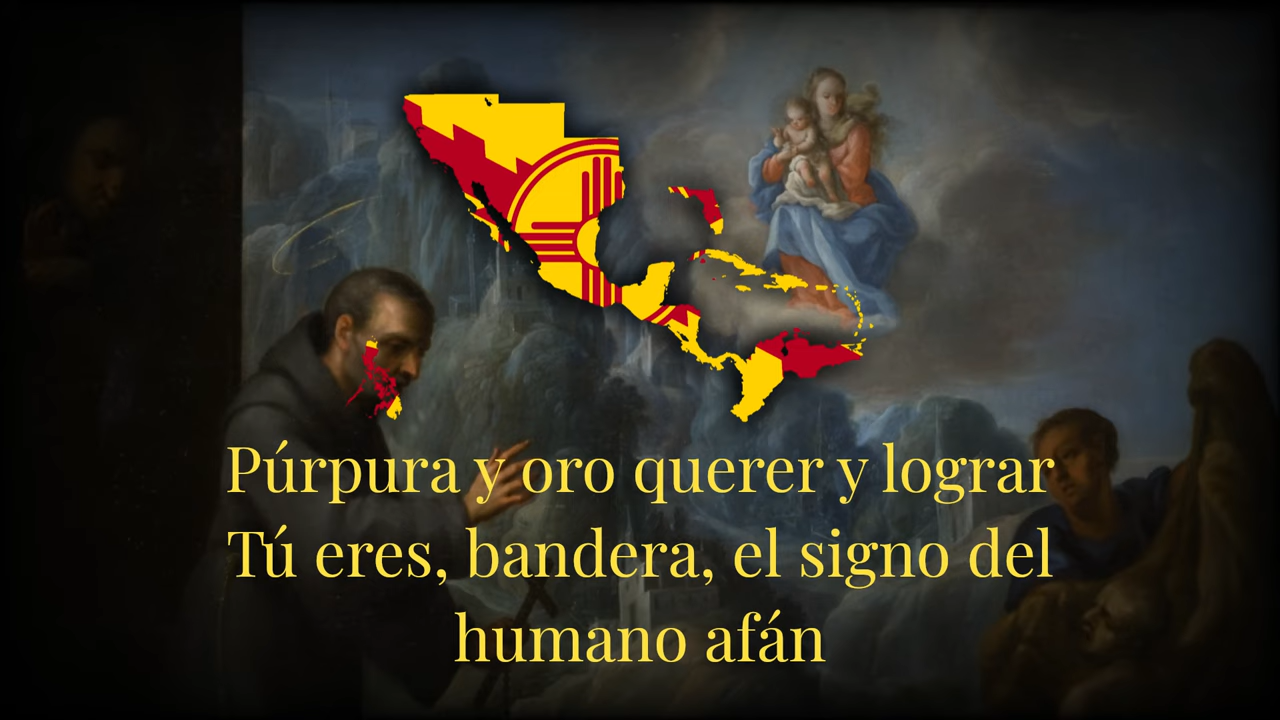 Púrpura y oro querer y lograr
Tú eres, bandera, el signo del
humano afán